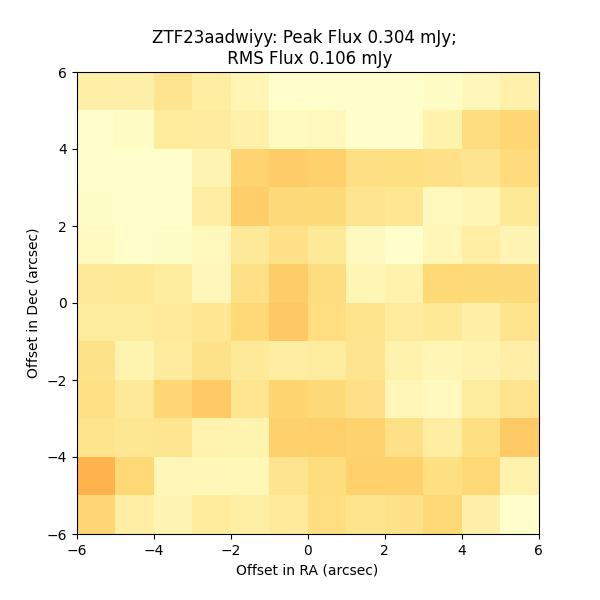 ZTF23aadwiyy: Peak Flux 0.304 mJy;
RMS Flux 0.106 mJy
6
4
2
0
−2
−4
−6
Offset in Dec (arcsec)
−6 −4 −2 0 2 4 6
Offset in RA (arcsec)